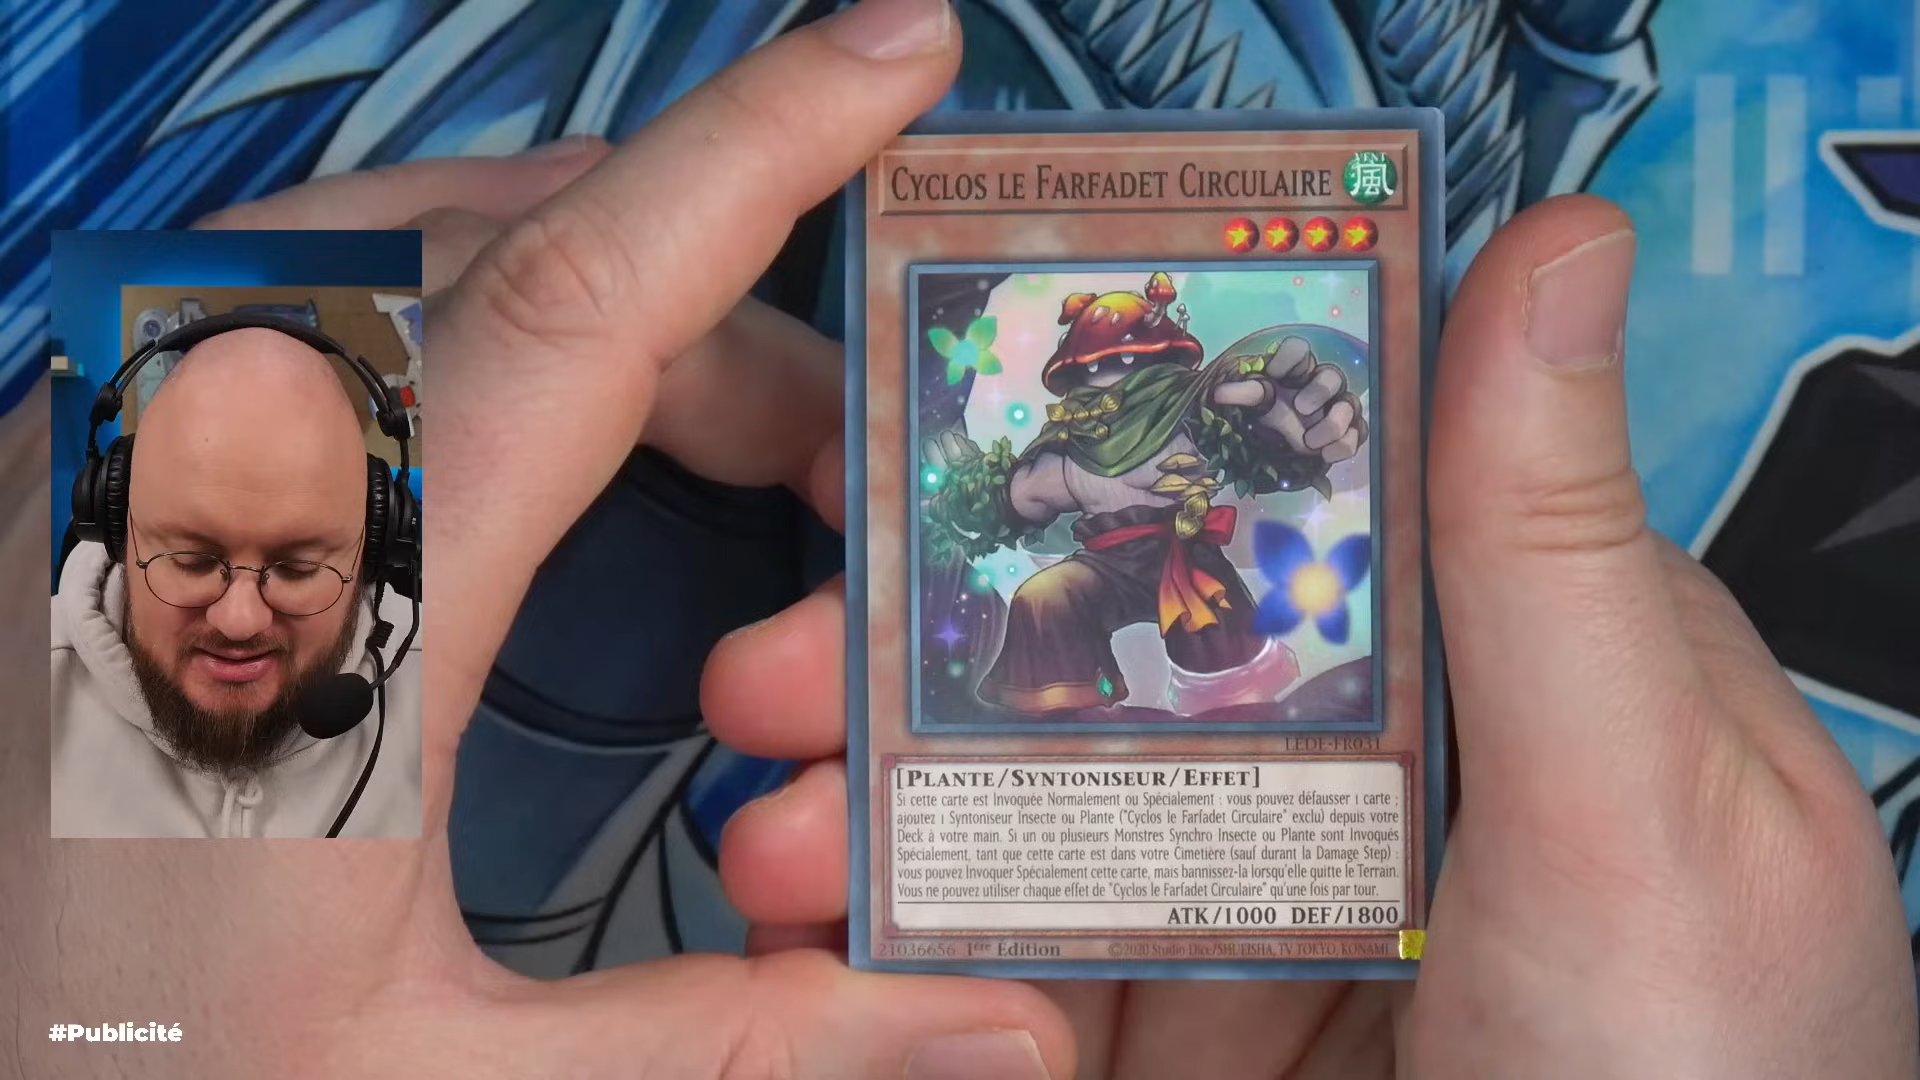 CYCLOS LE FARFADET CIRCULAIRE
VENT
風
LEDE-FR031
[PLANTE/SYNTONISEUR/EFFET]
Si cette carte est Invoquée Normalement ou Spécialement : vous pouvez défausser 1 carte ;
ajoutez 1 Syntoniseur Insecte ou Plante ("Cyclos le Farfadet Circulaire" exclu) depuis votre
Deck à votre main. Si un ou plusieurs Monstres Synchro Insecte ou Plante sont Invoqués
Spécialement, tant que cette carte est dans votre Cimetière (sauf durant la Damage Step) :
vous pouvez Invoquer Spécialement cette carte, mais bannissez-la lorsqu'elle quitte le Terrain.
Vous ne pouvez utiliser chaque effet de "Cyclos le Farfadet Circulaire" qu'une fois par tour.
ATK/1000 DEF/1800
21036656 1ère Édition ©2020 Studio Dice/SHUEISHA, TV TOKYO, KONAMI
#Publicité